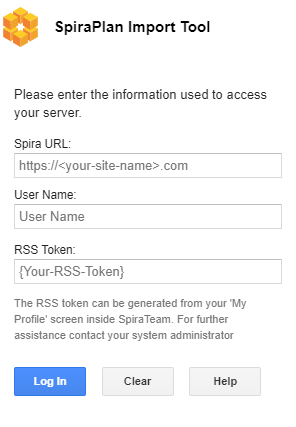 SpiraPlan Import Tool
Please enter the information used to access
your server.
Spira URL:
https://<your-site-name>.com
User Name:
User Name
RSS Token:
{Your-RSS-Token}
The RSS token can be generated from your 'My
Profile' screen inside SpiraTeam. For further
assistance contact your system administrator
Log In
Clear
Help